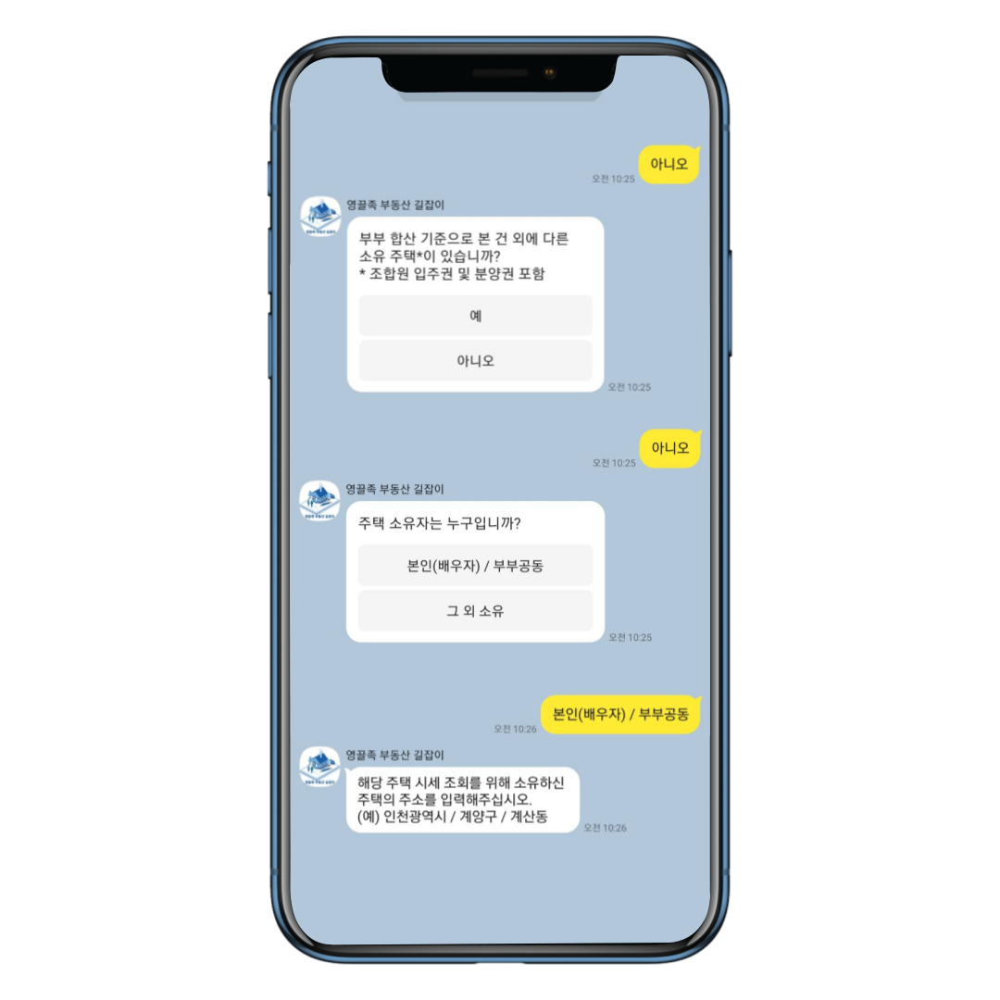 아니오
오전 10:25
영끌족 부동산 길잡이
부부 합산 기준으로 본 건 외에 다른
소유 주택*이 있습니까?
* 조합원 입주권 및 분양권 포함
예
아니오
오전 10:25
아니오
오전 10:25
영끌족 부동산 길잡이
주택 소유자는 누구입니까?
본인(배우자) / 부부공동
그 외 소유
오전 10:25
본인(배우자) / 부부공동
오전 10:26
영끌족 부동산 길잡이
해당 주택 시세 조회를 위해 소유하신
주택의 주소를 입력해주십시오.
(예) 인천광역시 / 계양구 / 계산동
오전 10:26